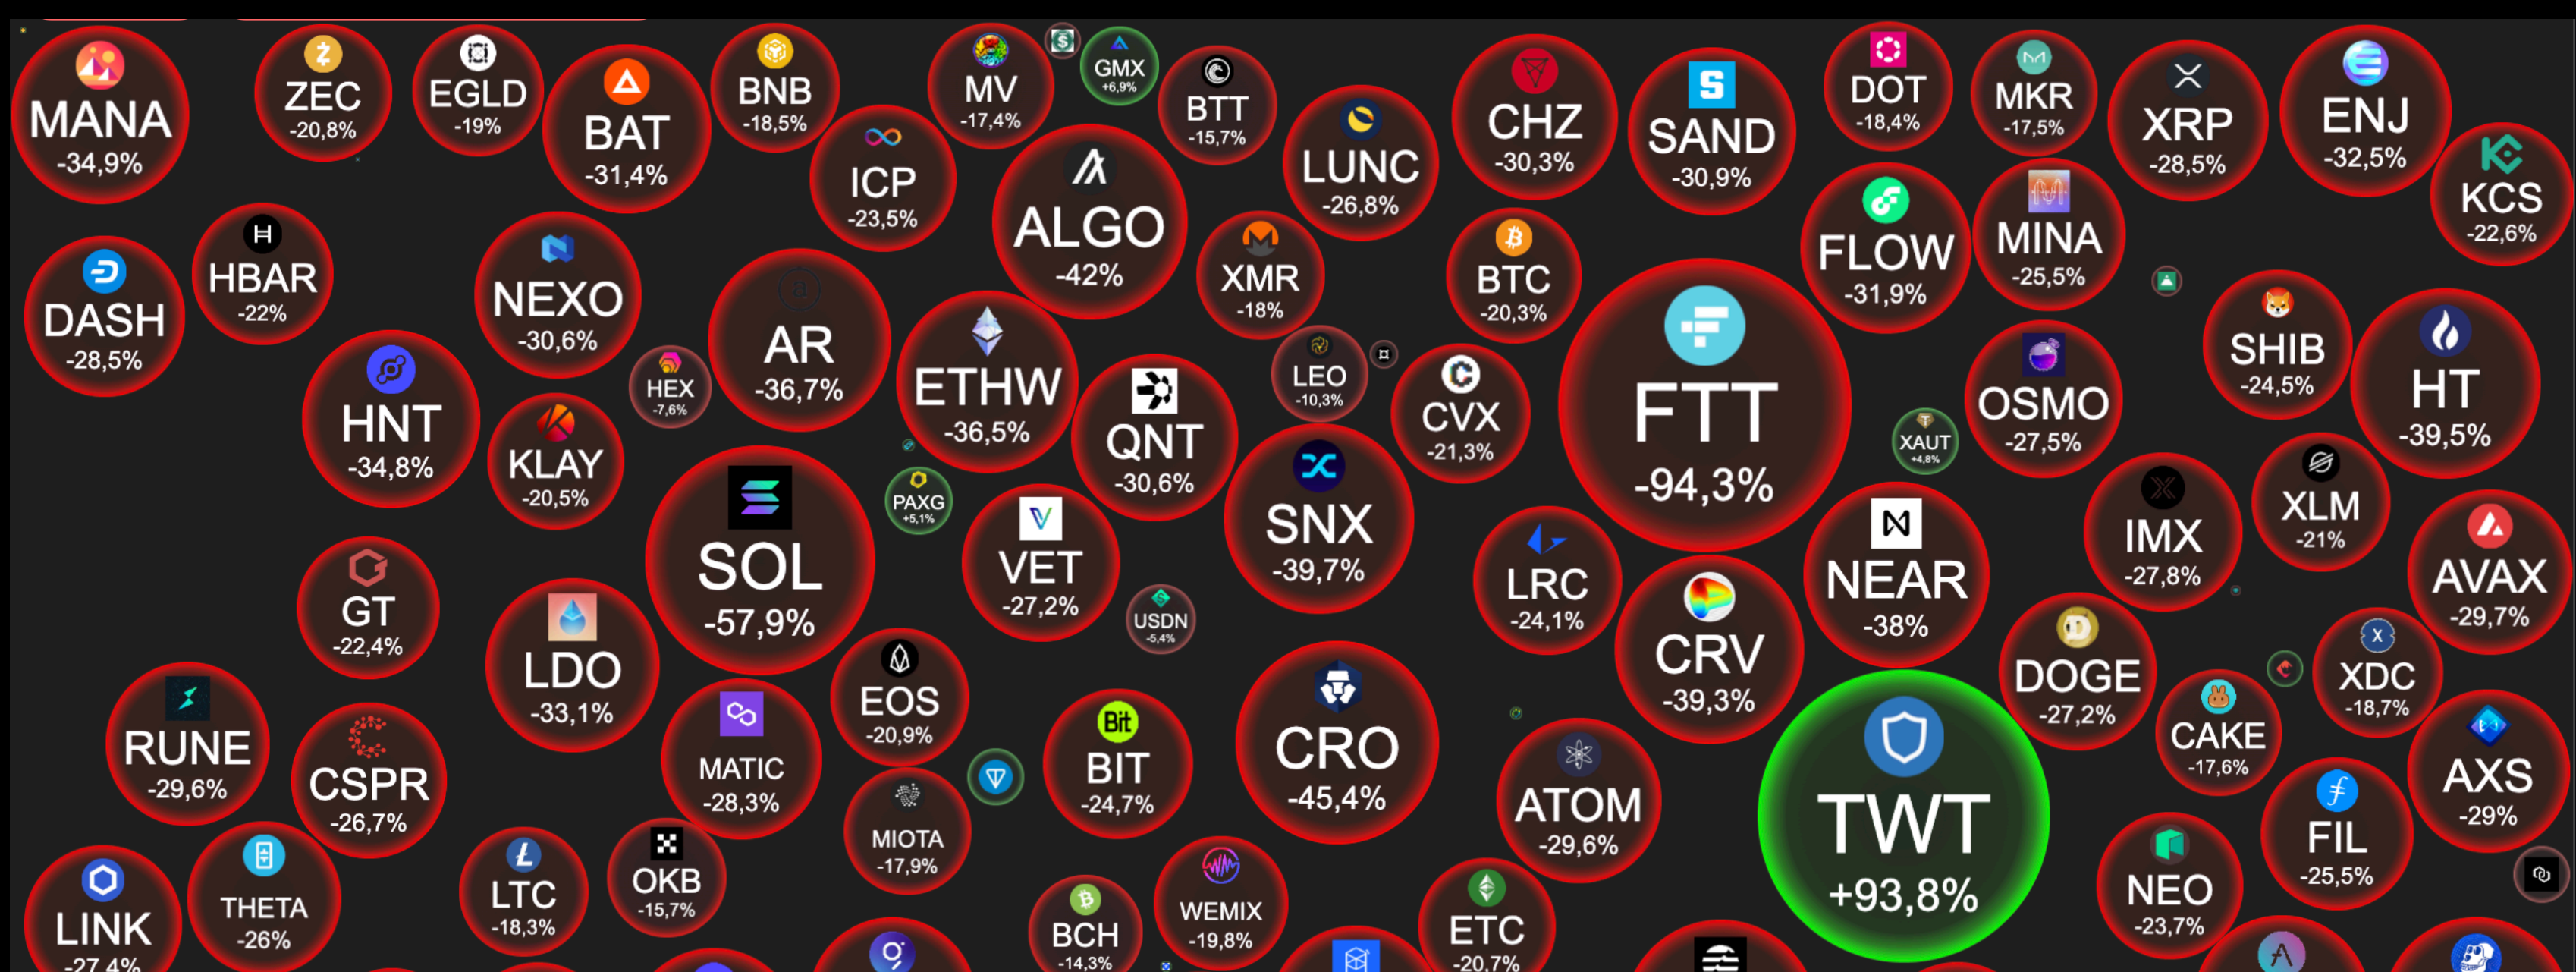 MANA
-34,9%
ZEC
-20,8%
EGLD
-19%
BAT
-31,4%
BNB
-18,5%
ICP
-23,5%
MV
-17,4%
GMX
+6,9%
BTT
-15,7%
ALGO
-42%
LUNC
-26,8%
CHZ
-30,3%
SAND
-30,9%
DOT
-18,4%
MKR
-17,5%
XRP
-28,5%
ENJ
-32,5%
KCS
-22,6%
DASH
-28,5%
HBAR
-22%
NEXO
-30,6%
AR
-36,7%
XMR
-18%
BTC
-20,3%
FLOW
-31,9%
MINA
-25,5%
SHIB
-24,5%
HT
-39,5%
HNT
-34,8%
HEX
-7,6%
KLAY
-20,5%
ETHW
-36,5%
QNT
-30,6%
LEO
-10,3%
CVX
-21,3%
FTT
-94,3%
XAUT
+4,8%
OSMO
-27,5%
SOL
-57,9%
PAXG
+5,1%
VET
-27,2%
SNX
-39,7%
IMX
-27,8%
XLM
-21%
AVAX
-29,7%
GT
-22,4%
LDO
-33,1%
USDN
-5,4%
LRC
-24,1%
CRV
-39,3%
NEAR
-38%
DOGE
-27,2%
CAKE
-17,6%
XDC
-18,7%
RUNE
-29,6%
CSPR
-26,7%
MATIC
-28,3%
EOS
-20,9%
MIOTA
-17,9%
Bit
BIT
-24,7%
CRO
-45,4%
ATOM
-29,6%
TWT
+93,8%
AXS
-29%
FIL
-25,5%
NEO
-23,7%
LINK
-27,4%
THETA
-26%
LTC
-18,3%
OKB
-15,7%
BCH
-14,3%
WEMIX
-19,8%
ETC
-20,7%